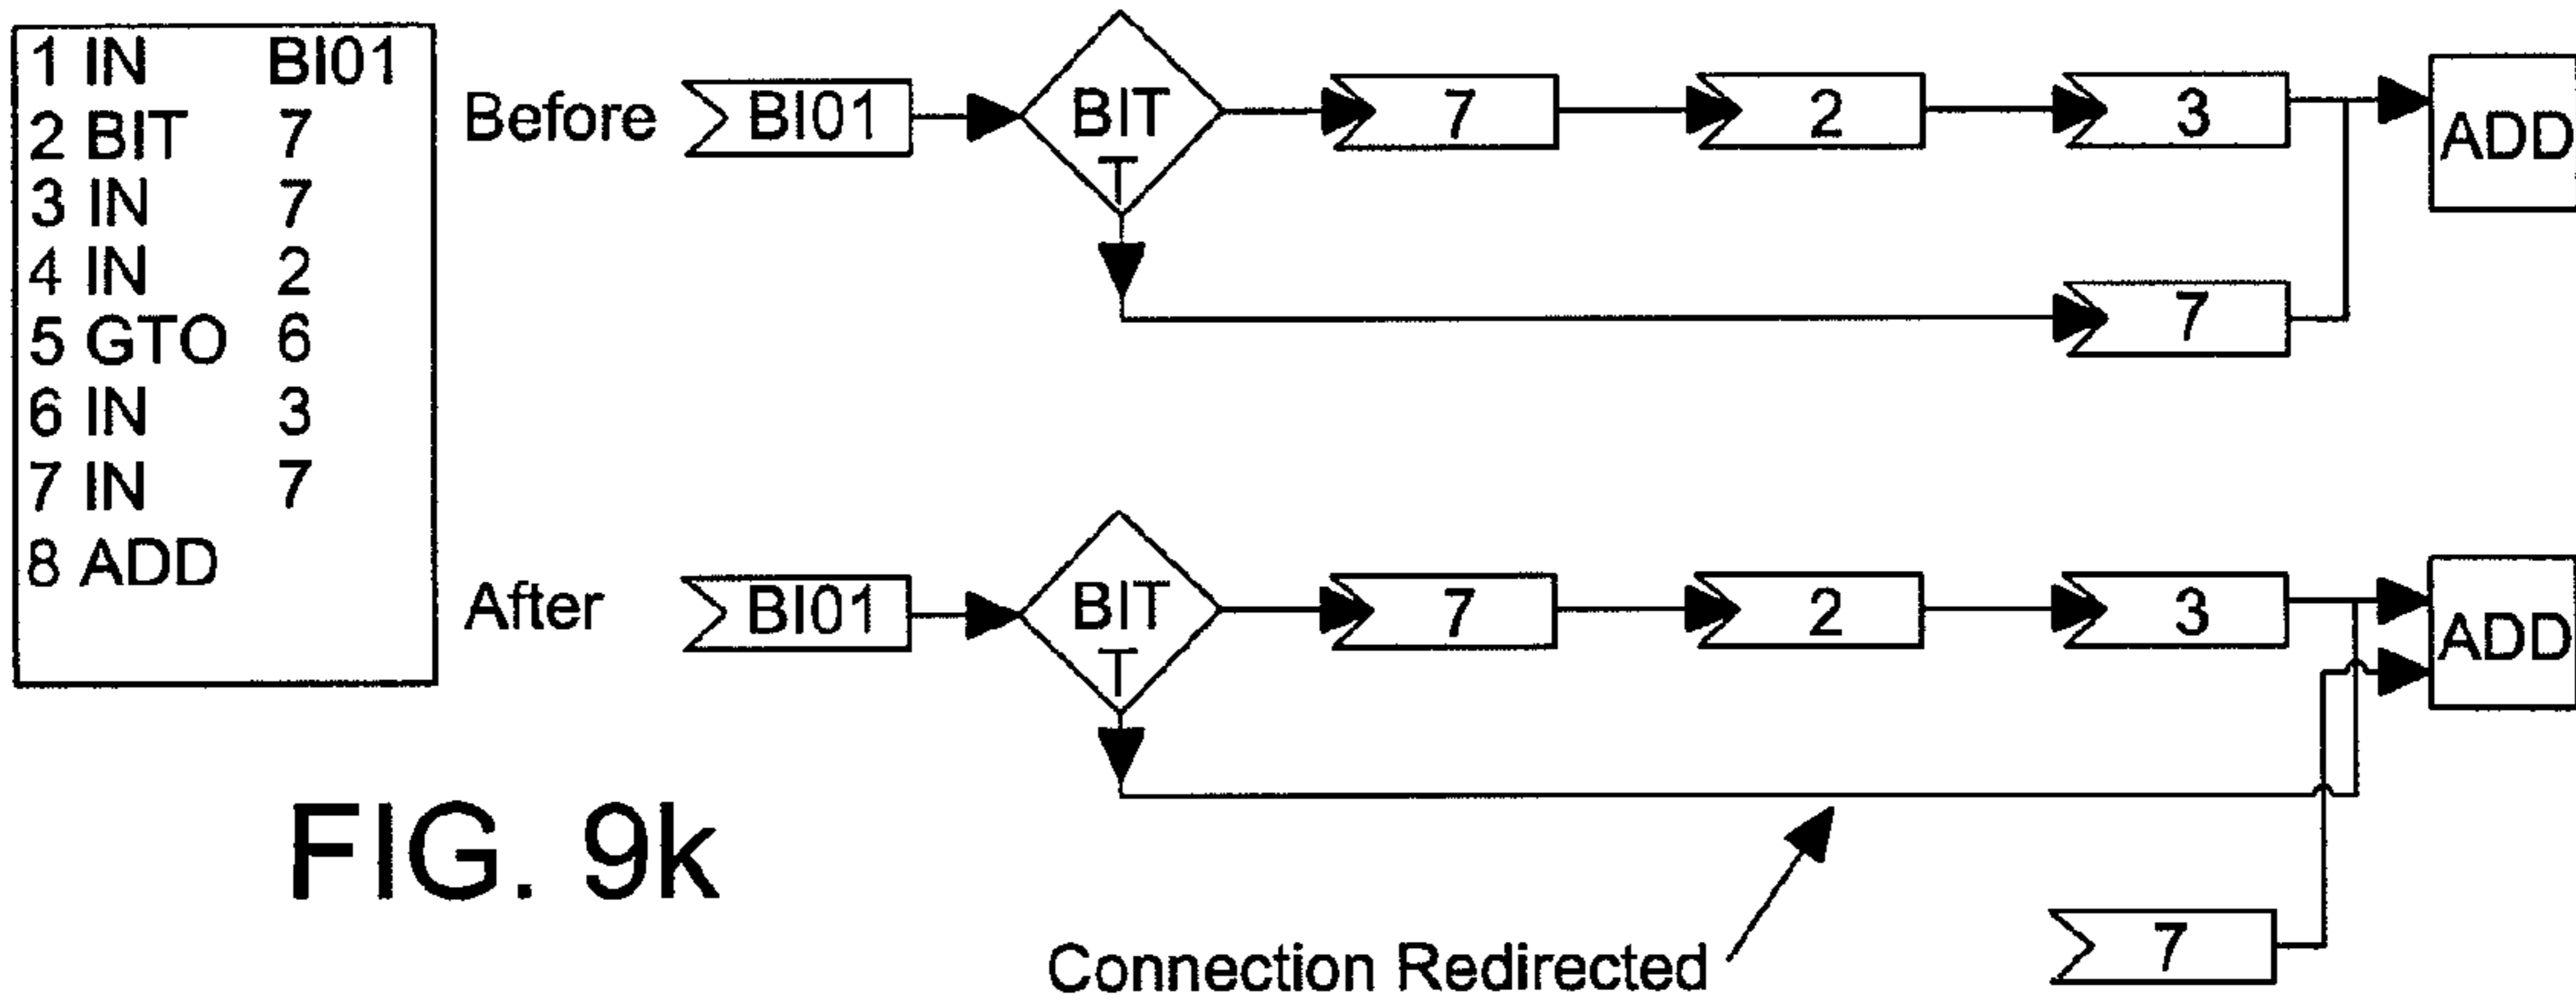 1 IN BI01
2 BIT 7
3 IN 7
4 IN 2
5 GTO 6
6 IN 3
7 IN 7
8 ADD
Before BI01 BIT 7 2 3 ADD
T
7
After BI01 BIT 7 2 3 ADD
T
FIG. 9k
Connection Redirected 7